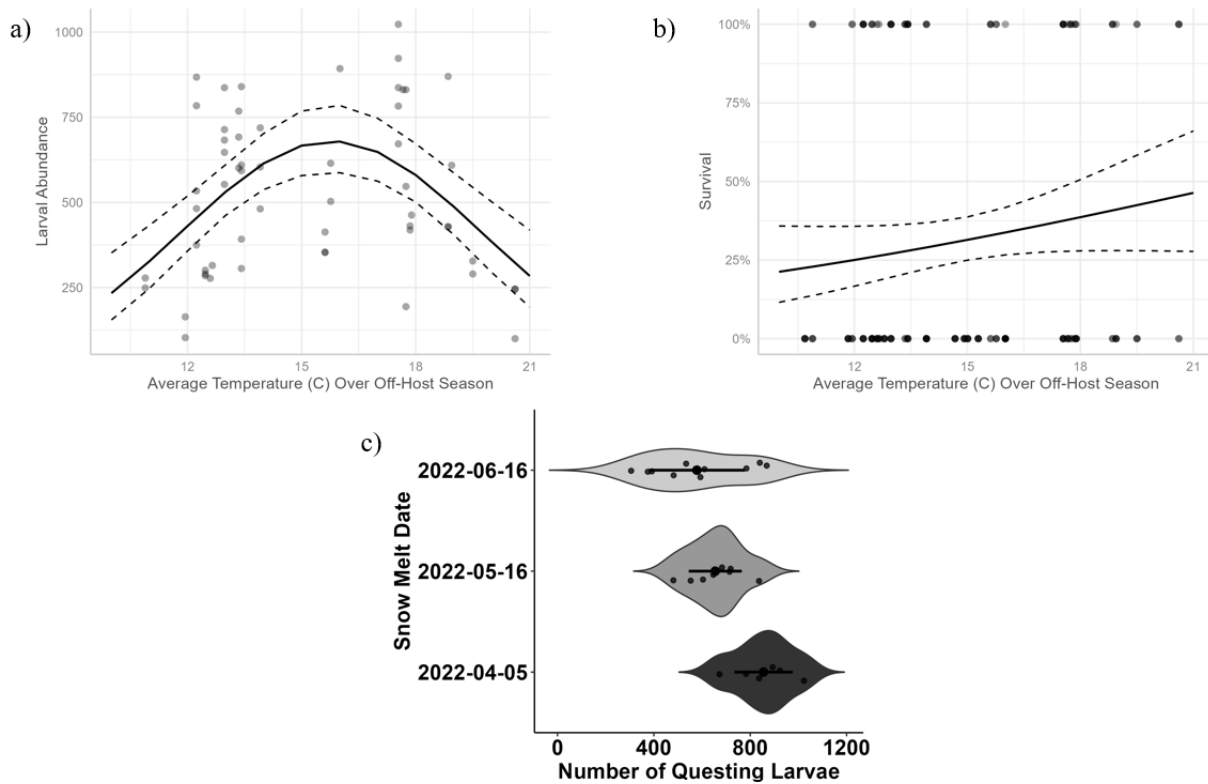 a)
Larval Abundance
1000
750
500
250
12
15
18
21
Average Temperature (C) Over Off-Host Season
b)
Survival
100%
75%
50%
25%
0%
12
15
18
21
Average Temperature (C) Over Off-Host Season
c)
Snow Melt Date
2022-06-16
2022-05-16
2022-04-05
0
400
800
1200
Number of Questing Larvae